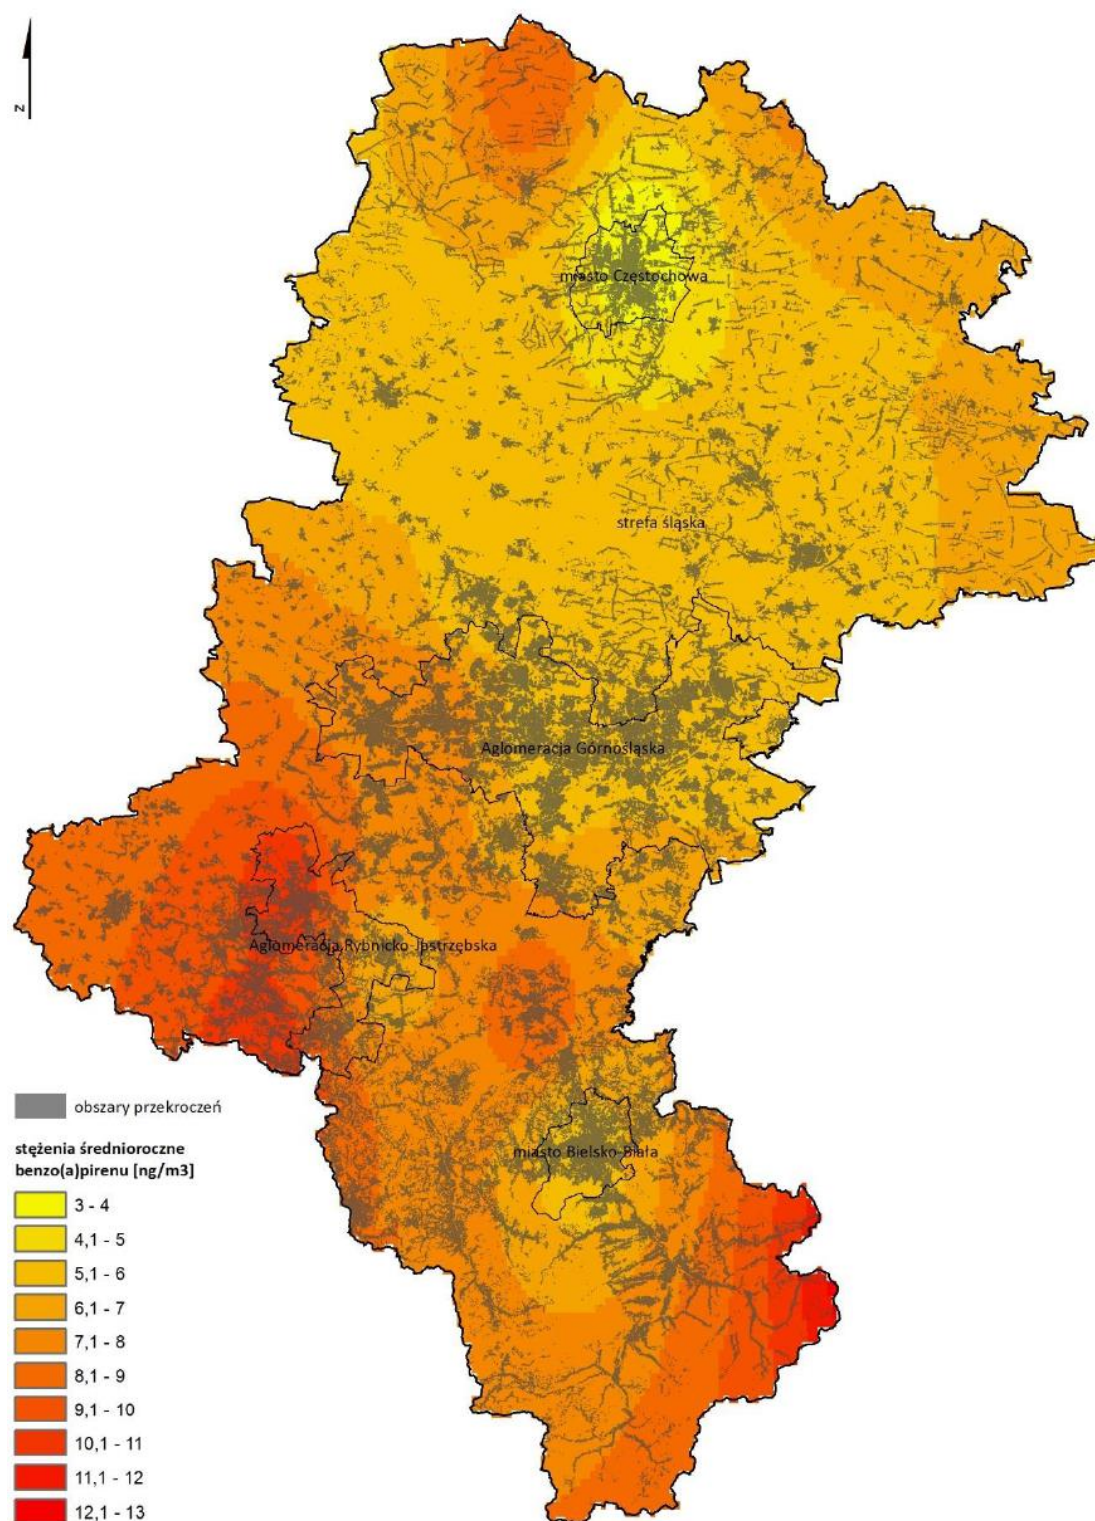 N
miasto Częstochowa
strefa śląska
Aglomeracja Górnośląska
Aglomeracja Rybnicko-Jastrzębska
miasto Bielsko-Biała
obszary przekroczeń
stężenia średnioroczne
benzo(a)pirenu [ng/m3]
3 - 4
4,1 - 5
5,1 - 6
6,1 - 7
7,1 - 8
8,1 - 9
9,1 - 10
10,1 - 11
11,1 - 12
12,1 - 13